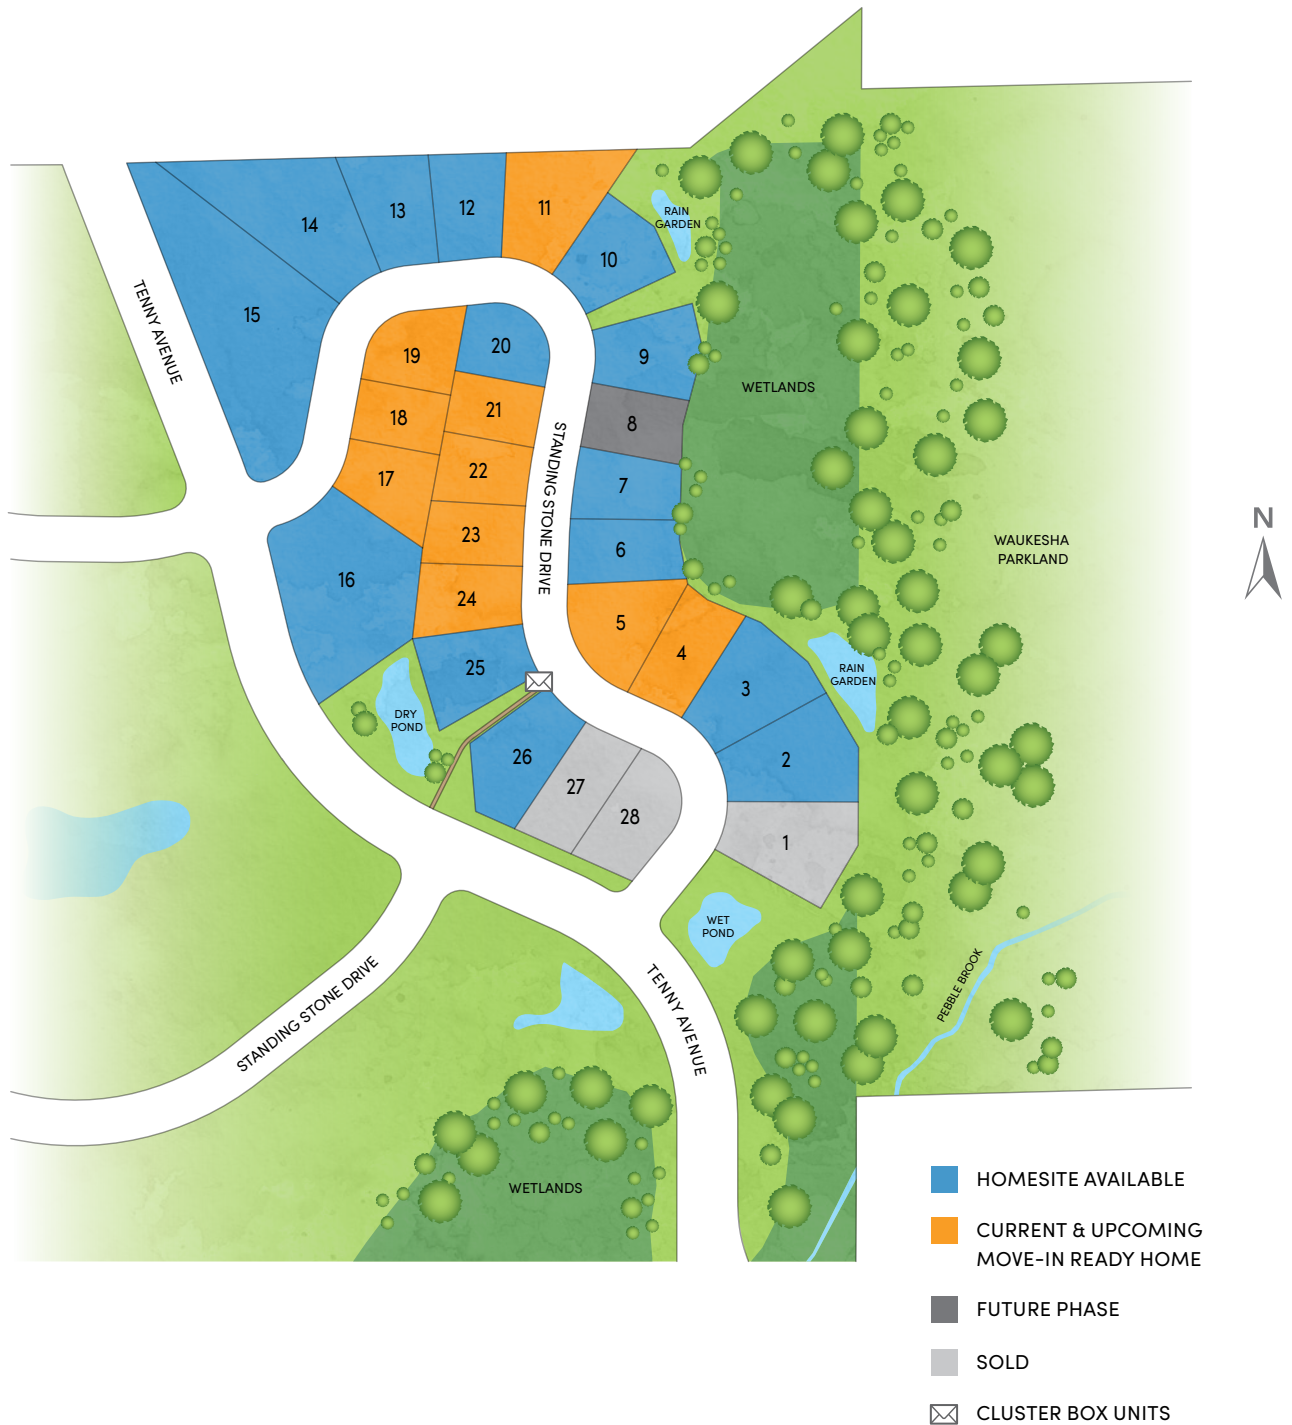 11
12
13
14
RAIN
GARDEN
10
15
TENNY AVENUE
20
19
9
WETLANDS
21
18
8
22
17
7
STANDING STONE DRIVE
N
23
6
WAUKESHA
PARKLAND
16
24
5
4
25
RAIN
GARDEN
3
DRY
POND
26
2
27
28
1
WET
POND
PEBBLE BROOK
STANDING STONE DRIVE
TENNY AVENUE
WETLANDS
HOMESITE AVAILABLE
CURRENT & UPCOMING
MOVE-IN READY HOME
FUTURE PHASE
SOLD
CLUSTER BOX UNITS